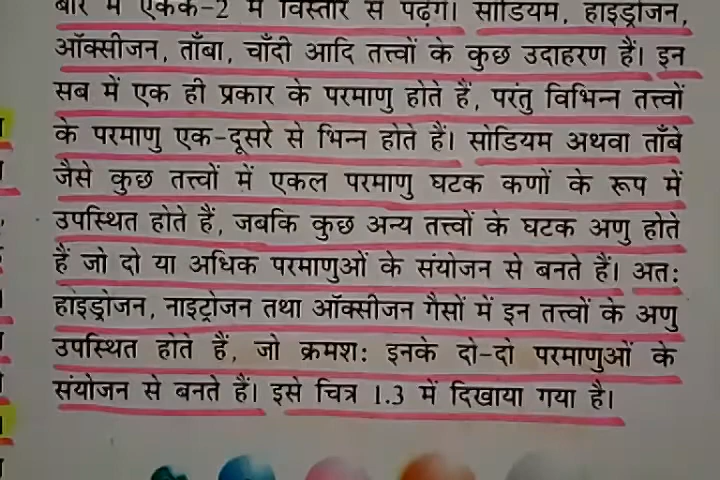 बारे में एकक-2 में विस्तार से पढ़ेंगे। सोडियम, हाइड्रोजन,
ऑक्सीजन, ताँबा, चाँदी आदि तत्त्वों के कुछ उदाहरण हैं। इन
सब में एक ही प्रकार के परमाणु होते हैं, परंतु विभिन्न तत्त्वों
के परमाणु एक-दूसरे से भिन्न होते हैं। सोडियम अथवा ताँबे
जैसे कुछ तत्त्वों में एकल परमाणु घटक कणों के रूप में
उपस्थित होते हैं, जबकि कुछ अन्य तत्त्वों के घटक अणु होते
हैं जो दो या अधिक परमाणुओं के संयोजन से बनते हैं। अतः
हाइड्रोजन, नाइट्रोजन तथा ऑक्सीजन गैसों में इन तत्त्वों के अणु
उपस्थित होते हैं, जो क्रमशः इनके दो-दो परमाणुओं के
संयोजन से बनते हैं। इसे चित्र 1.3 में दिखाया गया है।